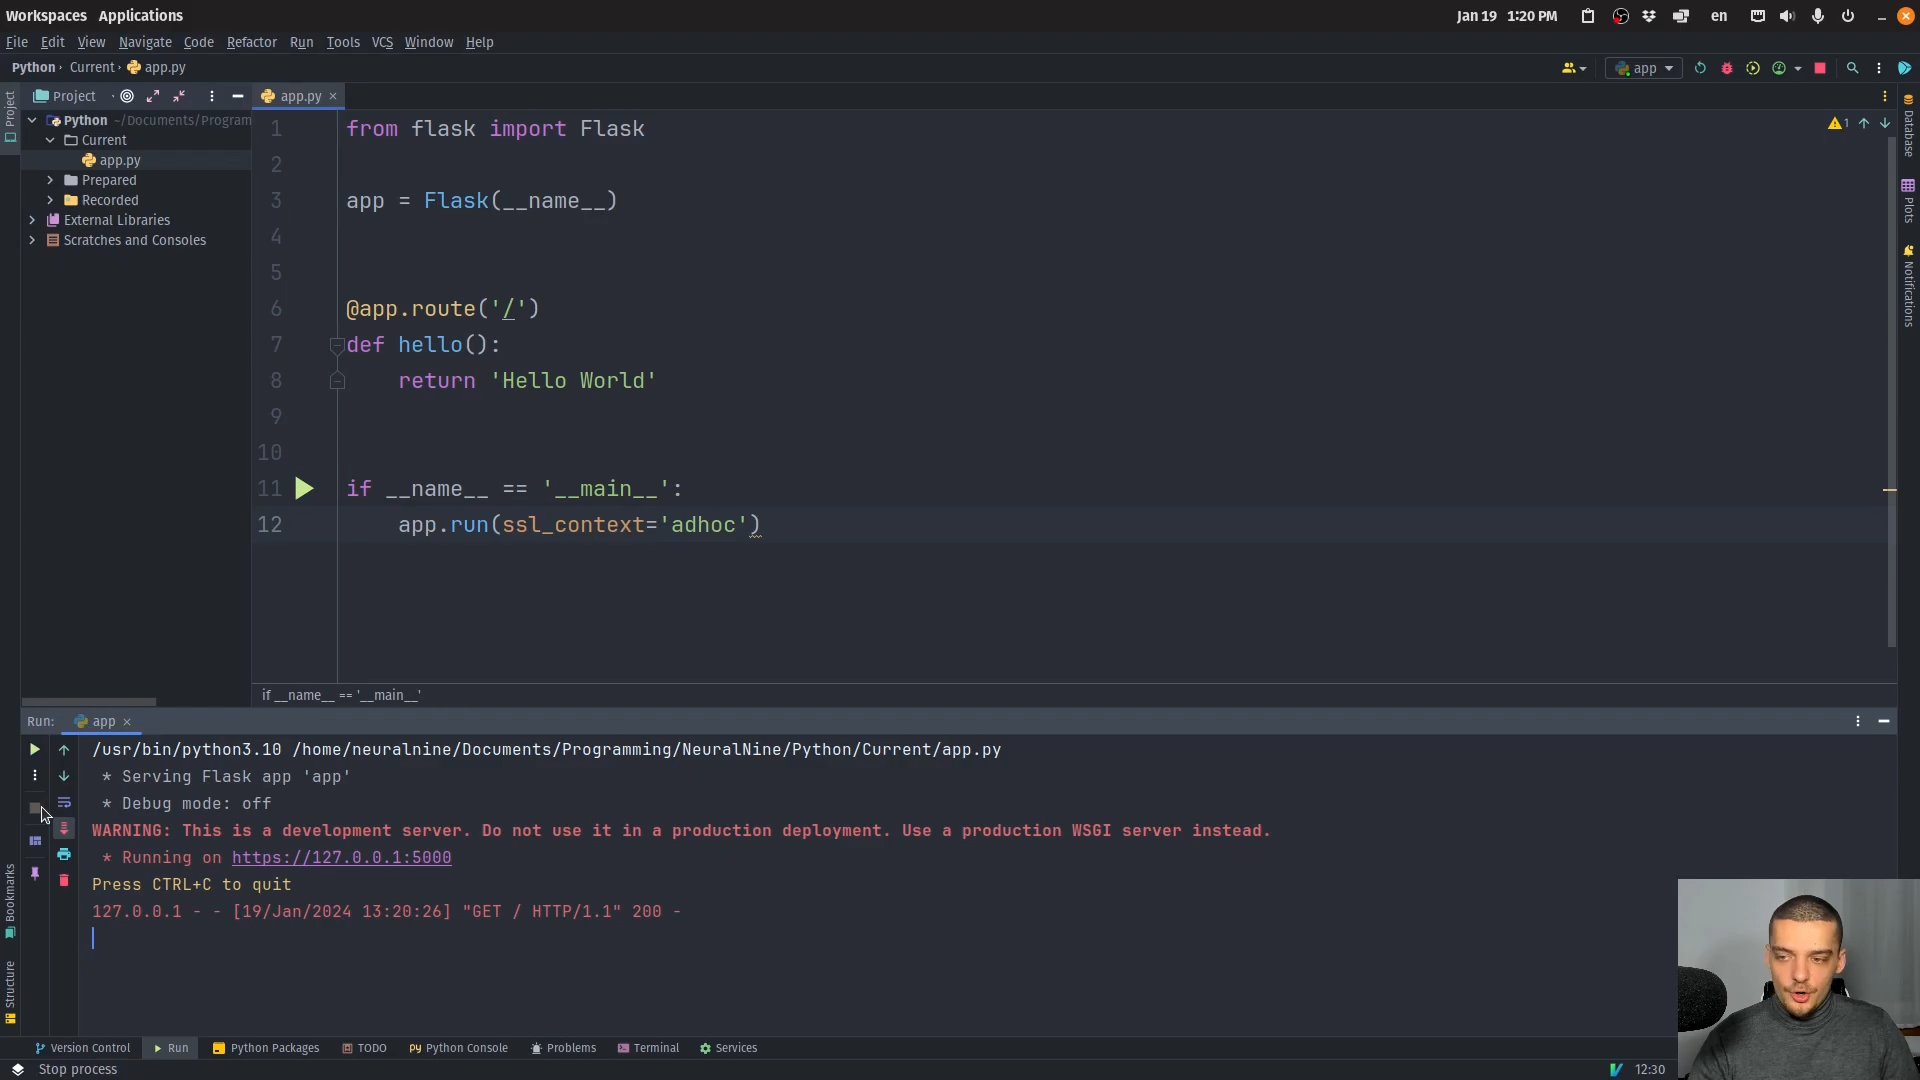 Workspaces Applications
Jan 19 1:20 PM
en
File Edit View Navigate Code Refactor Run Tools VCS Window Help
Python › Current › app.py
app
Project
Project
app.py
Python ~/Documents/Program
Current
app.py
Prepared
Recorded
External Libraries
Scratches and Consoles
1 from flask import Flask
2
3 app = Flask(__name__)
4
5
6 @app.route('/')
7 def hello():
8 return 'Hello World'
9
10
11 if __name__ == '__main__':
12 app.run(ssl_context='adhoc')
1
Database
Plots
Notifications
if __name__ == '__main__'
Run: app
/usr/bin/python3.10 /home/neuralnine/Documents/Programming/NeuralNine/Python/Current/app.py
* Serving Flask app 'app'
* Debug mode: off
WARNING: This is a development server. Do not use it in a production deployment. Use a production WSGI server instead.
* Running on https://127.0.0.1:5000
Press CTRL+C to quit
127.0.0.1 - - [19/Jan/2024 13:20:26] "GET / HTTP/1.1" 200 -
Bookmarks
Structure
Version Control Run Python Packages TODO Python Console Problems Terminal Services
Stop process
12:30